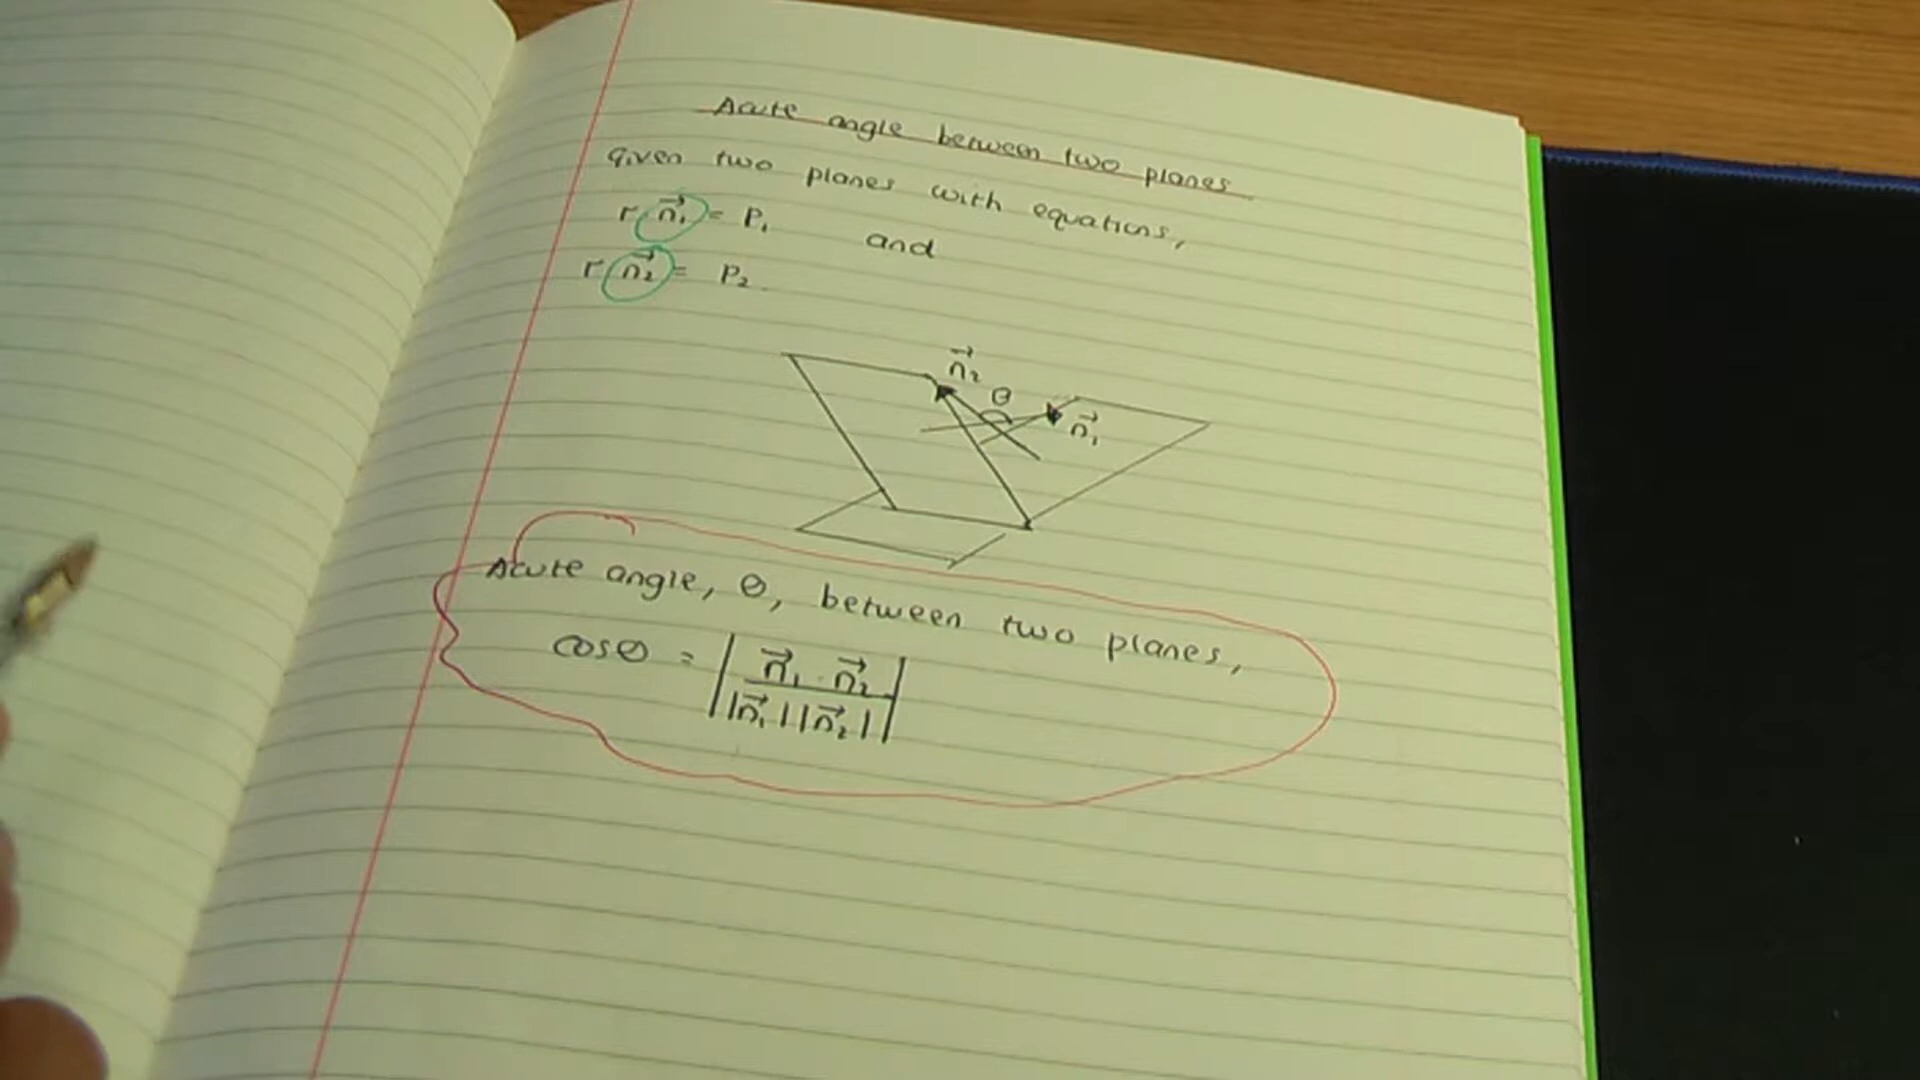 Acute angle between two planes
Given two planes with equations,
r n⃗₁ = P₁ and
r n⃗₂ = P₂.
n⃗₂
θ
n⃗₁
Acute angle, θ, between two planes,
cosθ = | n⃗₁ · n⃗₂ / |n⃗₁| |n⃗₂| |